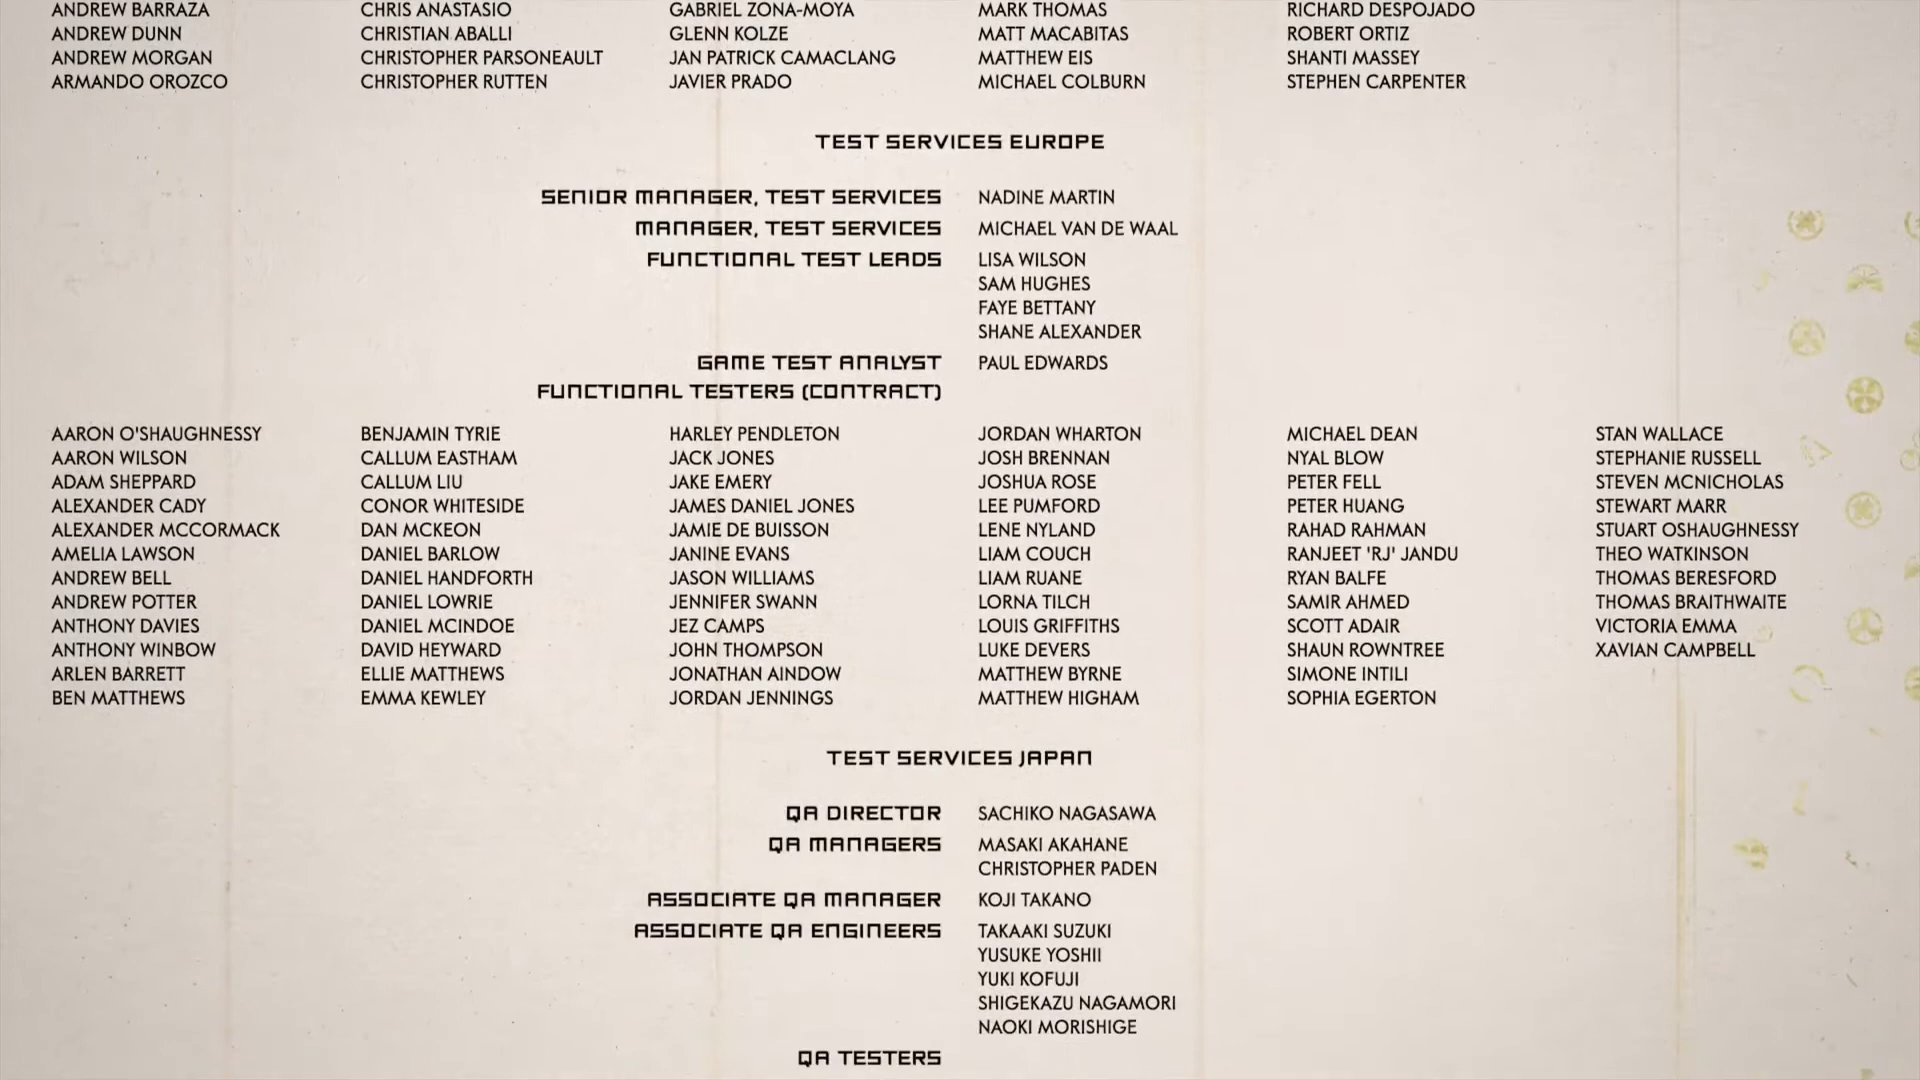 ANDREW BARRAZA CHRIS ANASTASIO GABRIEL ZONA-MOYA MARK THOMAS RICHARD DESPOJADO
ANDREW DUNN CHRISTIAN ABALLI GLENN KOLZE MATT MACABITAS ROBERT ORTIZ
ANDREW MORGAN CHRISTOPHER PARSONEAULT JAN PATRICK CAMACLANG MATTHEW EIS SHANTI MASSEY
ARMANDO OROZCO CHRISTOPHER RUTTEN JAVIER PRADO MICHAEL COLBURN STEPHEN CARPENTER
TEST SERVICES EUROPE
SENIOR MANAGER, TEST SERVICES NADINE MARTIN
MANAGER, TEST SERVICES MICHAEL VAN DE WAAL
FUNCTIONAL TEST LEADS LISA WILSON
SAM HUGHES
FAYE BETTANY
SHANE ALEXANDER
GAME TEST ANALYST PAUL EDWARDS
FUNCTIONAL TESTERS (CONTRACT)
AARON O'SHAUGHNESSY BENJAMIN TYRIE HARLEY PENDLETON JORDAN WHARTON MICHAEL DEAN STAN WALLACE
AARON WILSON CALLUM EASTHAM JACK JONES JOSH BRENNAN NYAL BLOW STEPHANIE RUSSELL
ADAM SHEPPARD CALLUM LIU JAKE EMERY JOSHUA ROSE PETER FELL STEVEN MCNICHOLAS
ALEXANDER CADY CONOR WHITESIDE JAMES DANIEL JONES LEE PUMFORD PETER HUANG STEWART MARR
ALEXANDER MCCORMACK DAN MCKEON JAMIE DE BUISSON LENE NYLAND RAHAD RAHMAN STUART OSHAUGHNESSY
AMELIA LAWSON DANIEL BARLOW JANINE EVANS LIAM COUCH RANJEET 'RJ' JANDU THEO WATKINSON
ANDREW BELL DANIEL HANDFORTH JASON WILLIAMS LIAM RUANE RYAN BALFE THOMAS BERESFORD
ANDREW POTTER DANIEL LOWRIE JENNIFER SWANN LORNA TILCH SAMIR AHMED THOMAS BRAITHWAITE
ANTHONY DAVIES DANIEL MCINDOE JEZ CAMPS LOUIS GRIFFITHS SCOTT ADAIR VICTORIA EMMA
ANTHONY WINBOW DAVID HEYWARD JOHN THOMPSON LUKE DEVERS SHAUN ROWNTREE XAVIAN CAMPBELL
ARLEN BARRETT ELLIE MATTHEWS JONATHAN AINDOW MATTHEW BYRNE SIMONE INTILI
BEN MATTHEWS EMMA KEWLEY JORDAN JENNINGS MATTHEW HIGHAM SOPHIA EGERTON
TEST SERVICES JAPAN
QA DIRECTOR SACHIKO NAGASAWA
QA MANAGERS MASAKI AKAHANE
CHRISTOPHER PADEN
ASSOCIATE QA MANAGER KOJI TAKANO
ASSOCIATE QA ENGINEERS TAKAAKI SUZUKI
YUSUKE YOSHII
YUKI KOFUJI
SHIGEKAZU NAGAMORI
NAOKI MORISHIGE
QA TESTERS